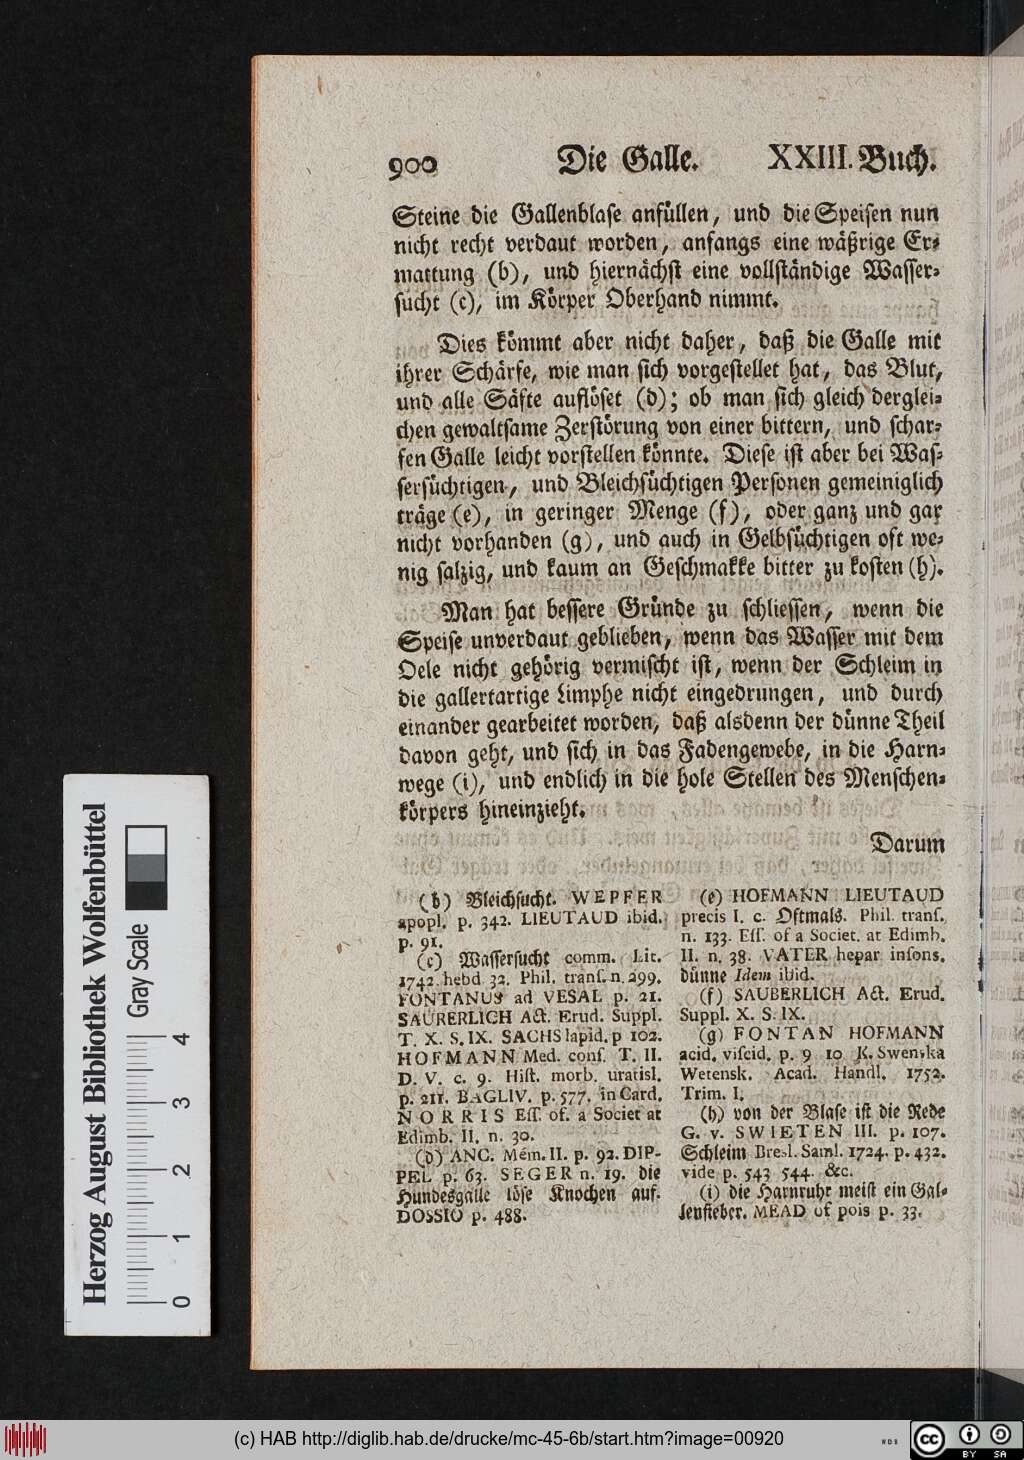 900 Die Galle. XXIII. Buch.
Steine die Gallenblase anfüllen, und die Speisen nun
nicht recht verdaut worden, anfangs eine wäßrige Er-
mattung (b), und hiernächst eine vollständige Wasser-
sucht (c), im Körper Oberhand nimmt.
Dies kömmt aber nicht daher, daß die Galle mit
ihrer Schärfe, wie man sich vorgestellet hat, das Blut,
und alle Säfte auflöset (d); ob man sich gleich derglei-
chen gewaltsame Zerstörung von einer bittern, und schar-
fen Galle leicht vorstellen könnte. Diese ist aber bei Was-
sersüchtigen, und Bleichsüchtigen Personen gemeiniglich
träge (e), in geringer Menge (f), oder ganz und gar
nicht vorhanden (g), und auch in Gelbsüchtigen oft we-
nig salzig, und kaum an Geschmakke bitter zu kosten (h).
Man hat bessere Gründe zu schliessen, wenn die
Speise unverdaut geblieben, wenn das Wasser mit dem
Oele nicht gehörig vermischt ist, wenn der Schleim in
die gallertartige Limphe nicht eingedrungen, und durch
einander gearbeitet worden, daß alsdenn der dünne Theil
davon geht, und sich in das Fadengewebe, in die Harn-
wege (i), und endlich in die hole Stellen des Menschen-
körpers hineinzieht.
Darum
(b) Bleichsucht. WEPFER
apopl. p. 342. LIEUTAUD ibid.
p. 91.
(c) Wassersucht comm. Lit.
1742. hebd 32. Phil. trans. n. 299.
FONTANUS ad VESAL p. 21.
SAURERLICH Act. Erud. Suppl.
T. X. S. IX. SACHS lapid. p 102.
HOFMANN Med. cons. T. II.
D. V. c. 9. Hist. morb. uratisl.
p. 211. BAGLIV. p. 577. in Card.
NORRIS Ess. of. a Societ at
Edimb. II. n. 30.
(d) ANC. Mém. II. p. 92. DIP-
PEL p. 63. SEGER n. 19. die
Hundesgalle löse Knochen auf.
DOSSIO p. 488.
(e) HOFMANN LIEUTAUD
precis I. c. Oftmals. Phil. trans.
n. 133. Ess. of a Societ. at Edimb.
II. n. 38. VATER hepar insons.
dünne Idem ibid.
(f) SAUBERLICH Act. Erud.
Suppl. X. S. IX.
(g) FONTAN HOFMANN
acid. viscid. p. 9 10. K. Swenska
Wetensk. Acad. Handl. 1752.
Trim. I.
(h) von der Blase ist die Rede
G. v. SWIETEN III. p. 107.
Schleim Bresl. Saml. 1724. p. 432.
vide p. 543 544. &c.
(i) die Harnruhr meist ein Gal-
lenfieber. MEAD of pois p. 33.
Herzog August Bibliothek Wolfenbüttel
Gray Scale
0 1 2 3 4
(c) HAB http://diglib.hab.de/drucke/mc-45-6b/start.htm?image=00920
cc BY SA